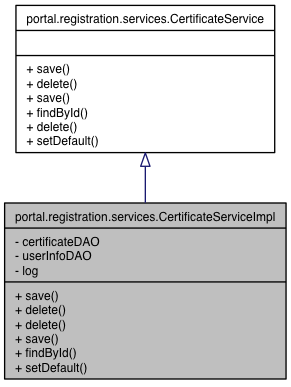 portal.registration.services.CertificateService
+ save()
+ delete()
+ save()
+ findById()
+ delete()
+ setDefault()
portal.registration.services.CertificateServiceImpl
- certificateDAO
- userInfoDAO
- log
+ save()
+ delete()
+ delete()
+ save()
+ findById()
+ setDefault()